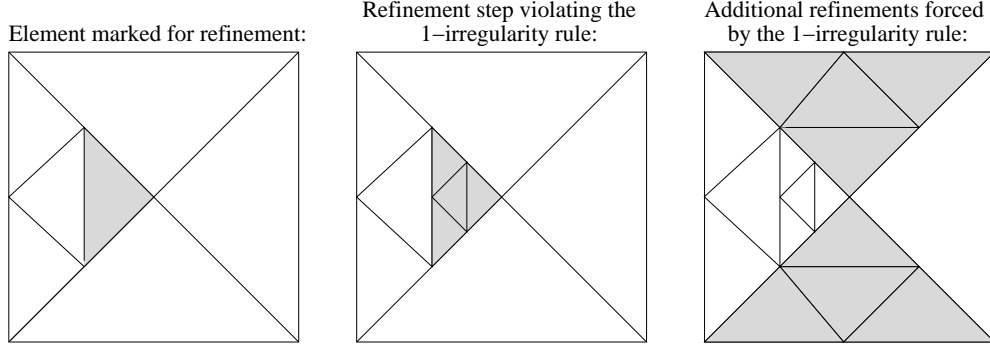 Element marked for refinement:
Refinement step violating the
1−irregularity rule:
Additional refinements forced
by the 1−irregularity rule: